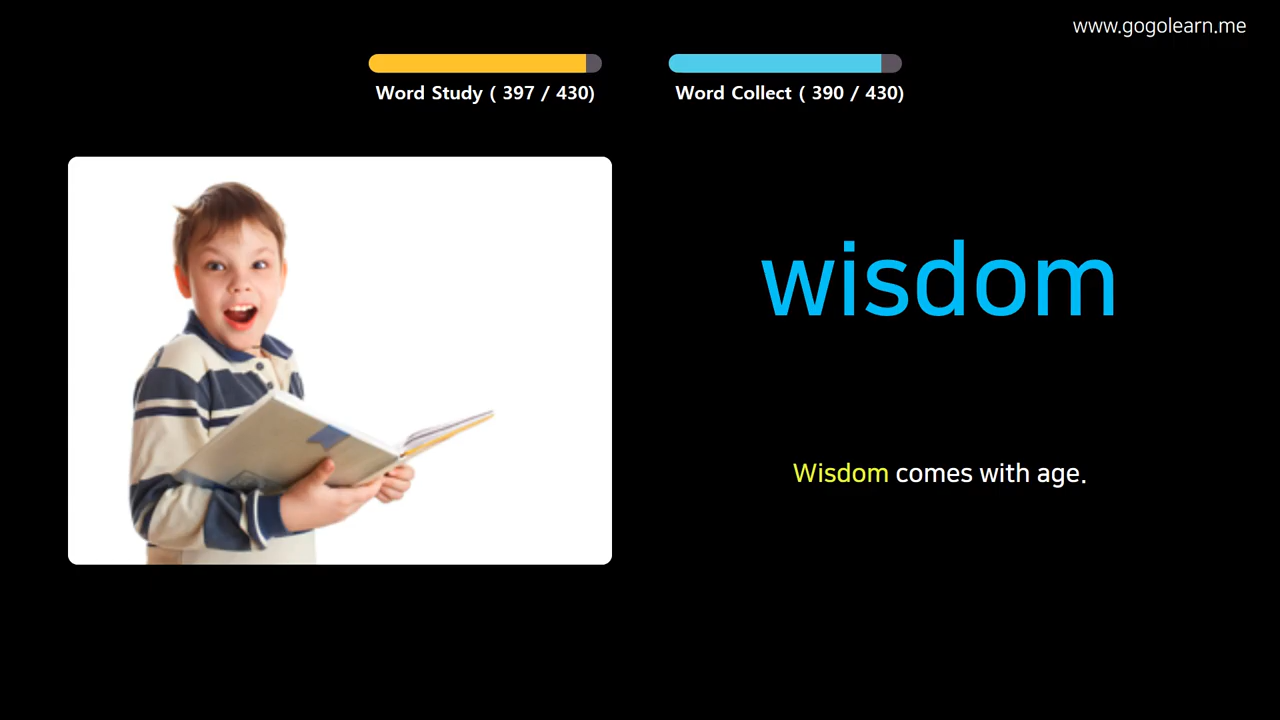 www.gogolearn.me
Word Study ( 397 / 430)
Word Collect ( 390 / 430)
wisdom
Wisdom comes with age.